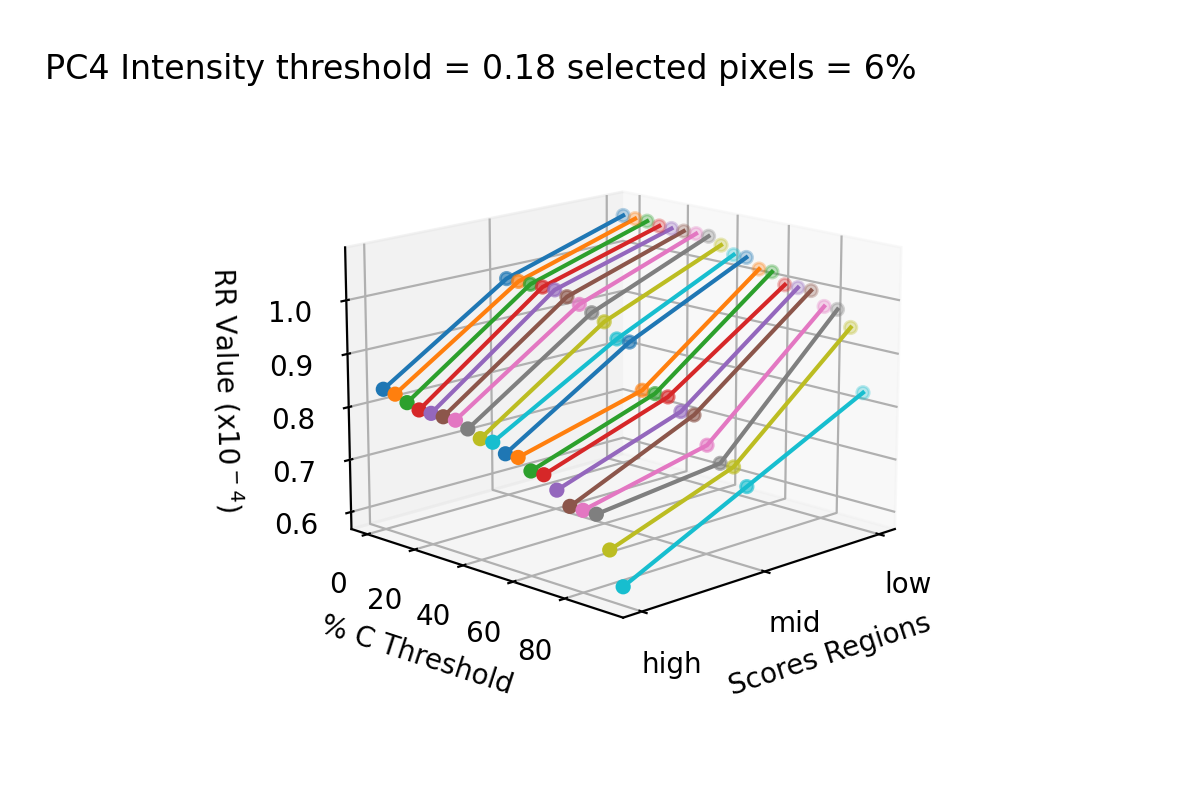 PC4 Intensity threshold = 0.18 selected pixels = 6%
RR Value (x10⁻⁴)
1.0
0.9
0.8
0.7
0.6
0
20
40
60
80
% C Threshold
high
mid
low
Scores Regions